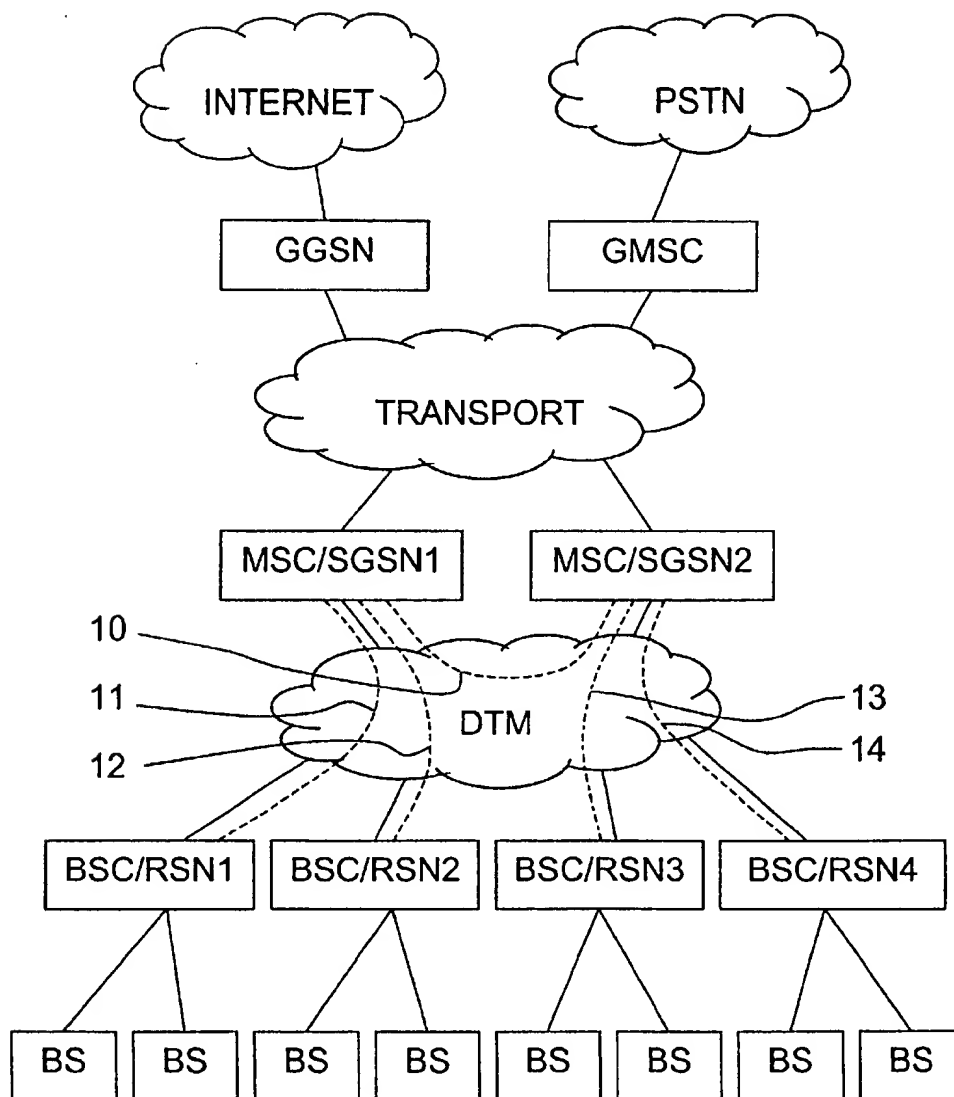 INTERNET PSTN
GGSN GMSC
TRANSPORT
MSC/SGSN1 MSC/SGSN2
10
11 DTM 13
12 14
BSC/RSN1 BSC/RSN2 BSC/RSN3 BSC/RSN4
BS BS BS BS BS BS BS BS